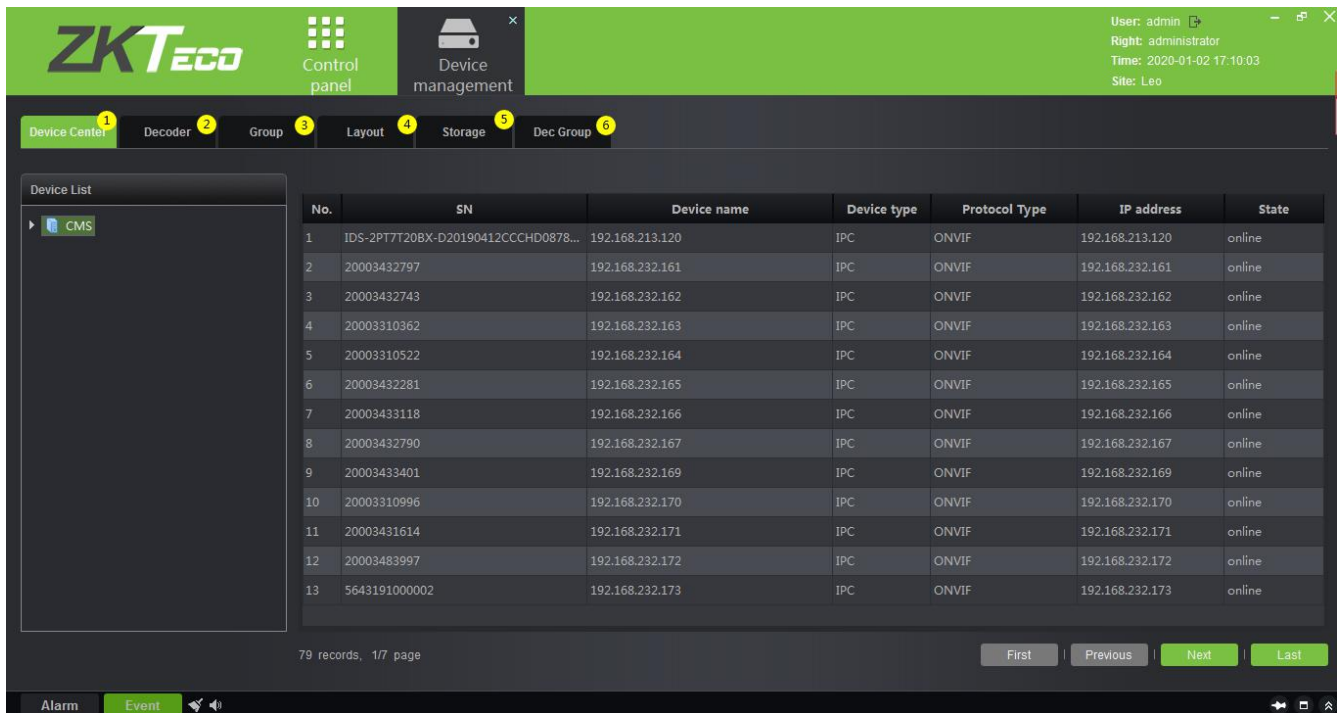 ZKTECO
Control panel
Device management
User: admin
Right: administrator
Time: 2020-01-02 17:10:03
Site: Leo
Device Center 1 Decoder 2 Group 3 Layout 4 Storage 5 Dec Group 6
Device List
CMS
No. SN Device name Device type Protocol Type IP address State
1 IDS-2PT7T20BX-D20190412CCCHD0878... 192.168.213.120 IPC ONVIF 192.168.213.120 online
2 20003432797 192.168.232.161 IPC ONVIF 192.168.232.161 online
3 20003432743 192.168.232.162 IPC ONVIF 192.168.232.162 online
4 20003310362 192.168.232.163 IPC ONVIF 192.168.232.163 online
5 20003310522 192.168.232.164 IPC ONVIF 192.168.232.164 online
6 20003432281 192.168.232.165 IPC ONVIF 192.168.232.165 online
7 20003433118 192.168.232.166 IPC ONVIF 192.168.232.166 online
8 20003432790 192.168.232.167 IPC ONVIF 192.168.232.167 online
9 20003433401 192.168.232.169 IPC ONVIF 192.168.232.169 online
10 20003310996 192.168.232.170 IPC ONVIF 192.168.232.170 online
11 20003431614 192.168.232.171 IPC ONVIF 192.168.232.171 online
12 20003483997 192.168.232.172 IPC ONVIF 192.168.232.172 online
13 5643191000002 192.168.232.173 IPC ONVIF 192.168.232.173 online
79 records, 1/7 page First Previous Next Last
Alarm Event